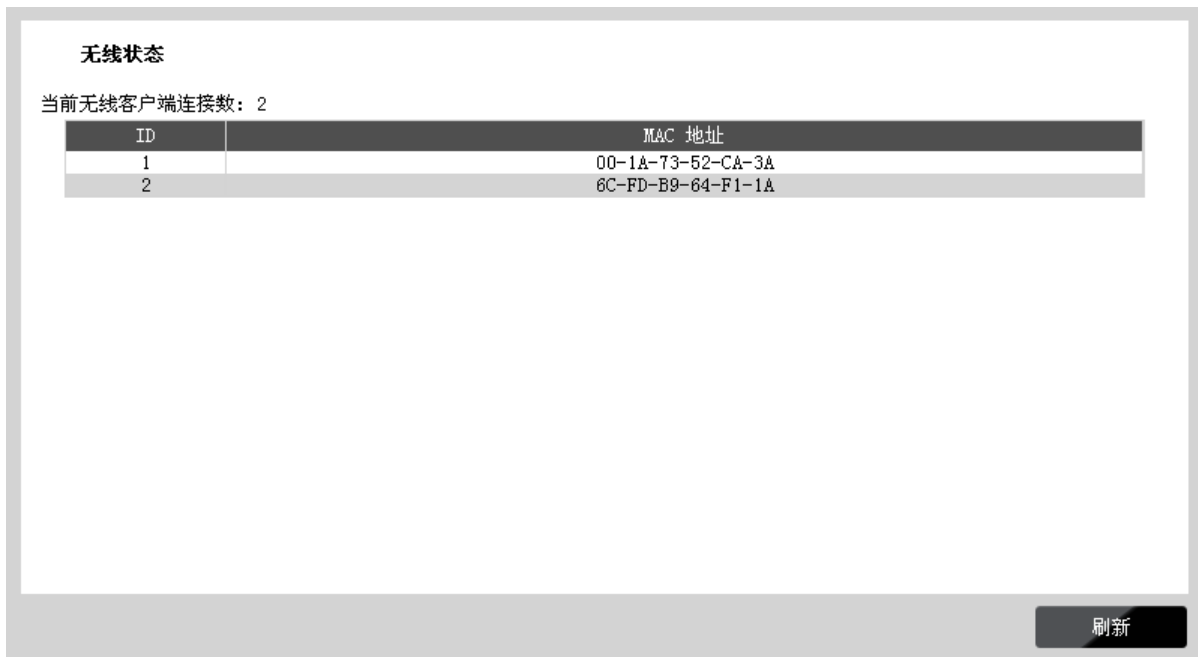 无线状态
当前无线客户端连接数: 2
ID MAC 地址
1 00-1A-73-52-CA-3A
2 6C-FD-B9-64-F1-1A
刷新